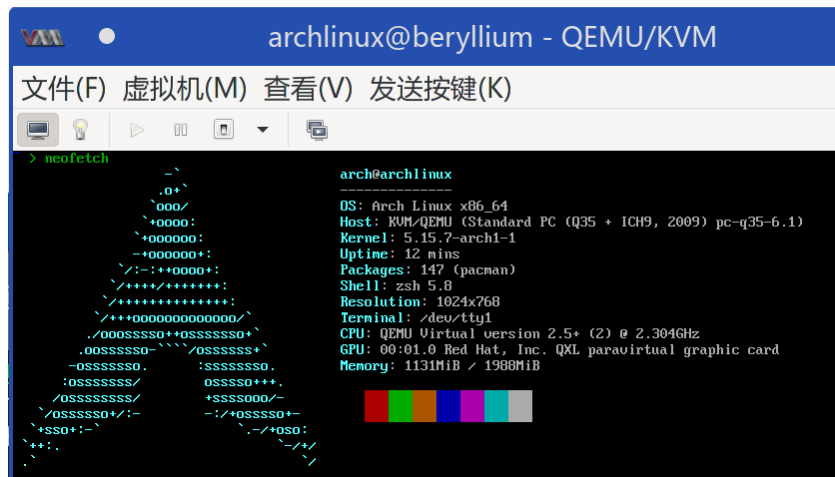 archlinux@beryllium - QEMU/KVM
文件(F) 虚拟机(M) 查看(V) 发送按键(K)
> neofetch
arch@archlinux
--------------
OS: Arch Linux x86_64
Host: KVM/QEMU (Standard PC (Q35 + ICH9, 2009) pc-q35-6.1)
Kernel: 5.15.7-arch1-1
Uptime: 12 mins
Packages: 147 (pacman)
Shell: zsh 5.8
Resolution: 1024x768
Terminal: /dev/tty1
CPU: QEMU Virtual version 2.5+ (2) @ 2.304GHz
GPU: 00:01.0 Red Hat, Inc. QXL paravirtual graphic card
Memory: 1131MiB / 1988MiB